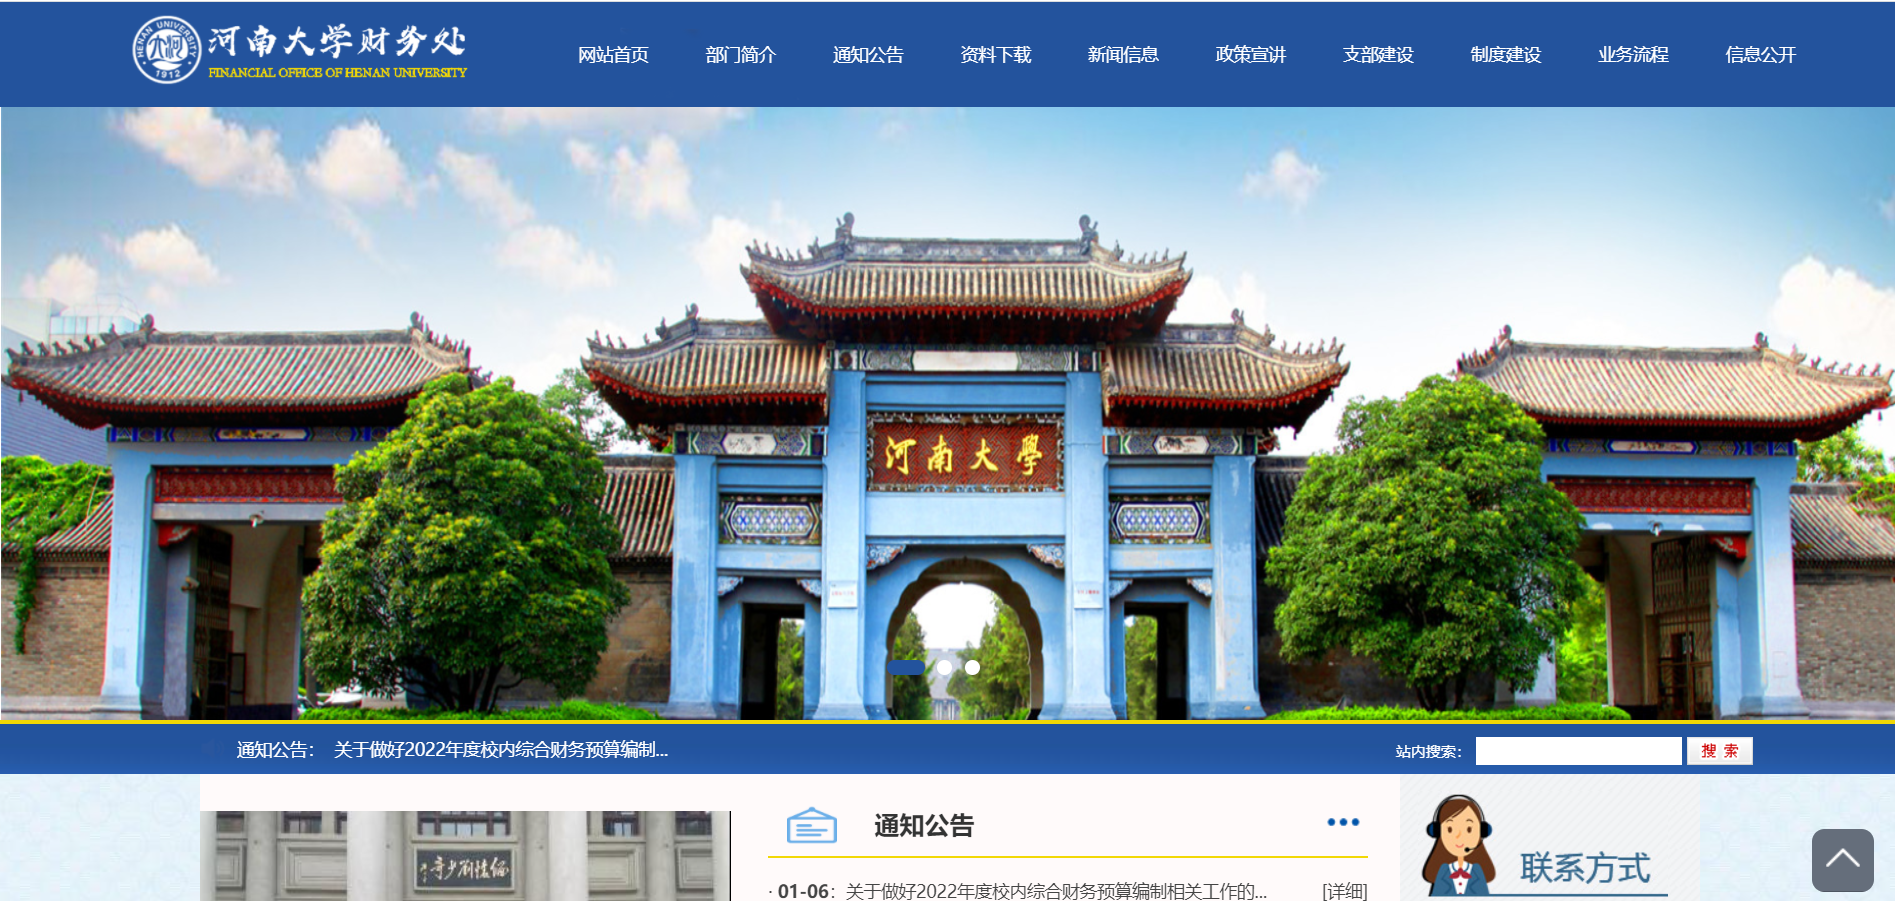 HENAN UNIVERSITY
1912
河南大学财务处
FINANCIAL OFFICE OF HENAN UNIVERSITY
网站首页 部门简介 通知公告 资料下载 新闻信息 政策宣讲 支部建设 制度建设 业务流程 信息公开
河南大學
通知公告： 关于做好2022年度校内综合财务预算编制...
站内搜索： 搜 索
通知公告
· 01-06： 关于做好2022年度校内综合财务预算编制相关工作的... [详细]
联系方式